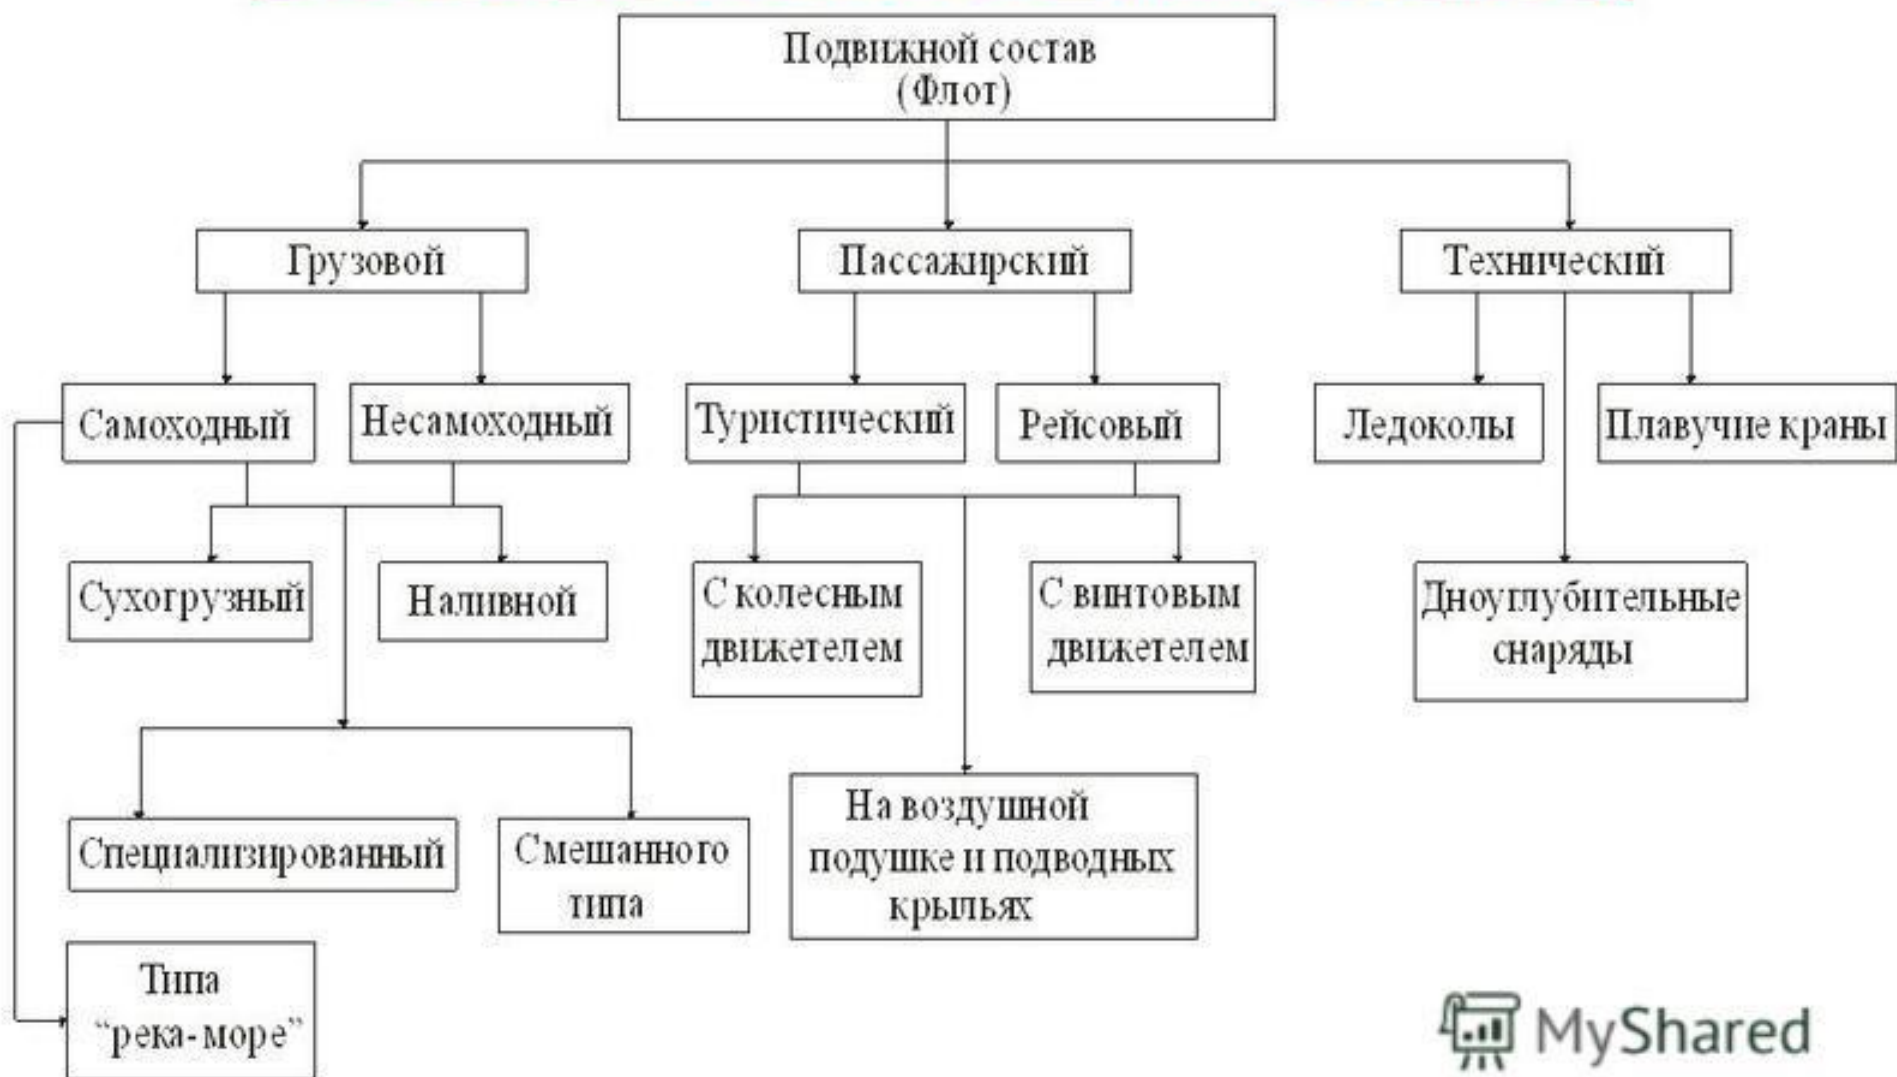 Подвижной состав
(Флот)
Грузовой
Пассажирский
Технический
Самоходный
Несамоходный
Туристический
Рейсовый
Ледоколы
Плавучие краны
Сухогрузный
Наливной
С колесным
движетелем
С винтовым
движетелем
Дноуглубительные
снаряды
Специализированный
Смешанного
типа
На воздушной
подушке и подводных
крыльях
Типа
“река-море”
MyShared